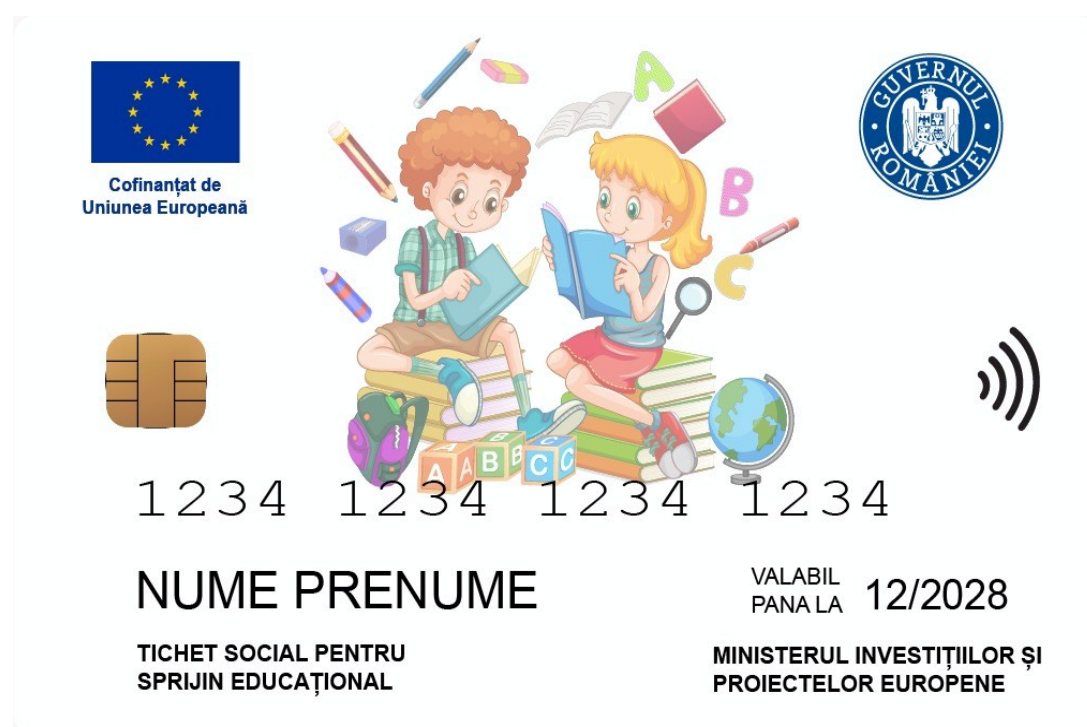 Cofinanțat de
Uniunea Europeană
GUVERNUL ROMÂNIEI
A
B
C
A A B B C C
1234 1234 1234 1234
NUME PRENUME
VALABIL
PANA LA 12/2028
TICHET SOCIAL PENTRU
SPRIJIN EDUCAȚIONAL
MINISTERUL INVESTIȚIILOR ȘI
PROIECTELOR EUROPENE